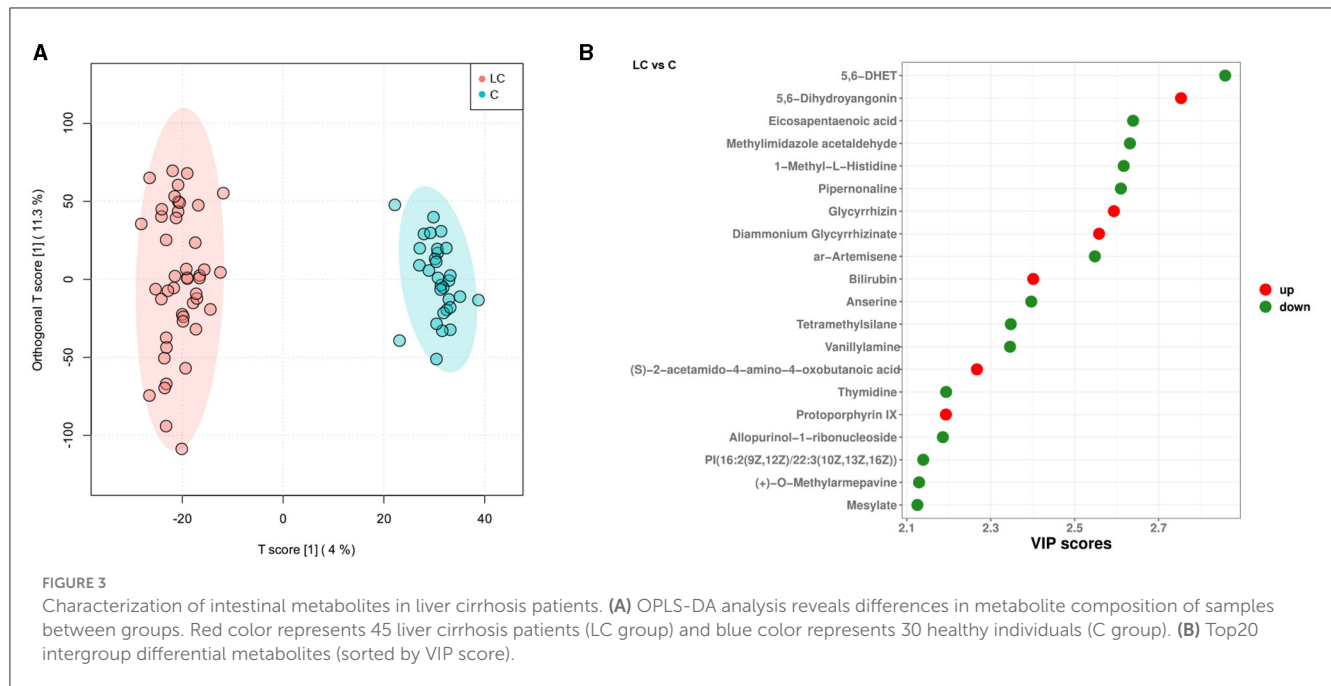 A
LC
C
100
50
0
-50
-100
Orthogonal T score [1] ( 11.3 %)
-20
0
20
40
T score [1] ( 4 %)
B
LC vs C
5,6−DHET
5,6−Dihydroyangonin
Eicosapentaenoic acid
Methylimidazole acetaldehyde
1−Methyl−L−Histidine
Pipernonaline
Glycyrrhizin
Diammonium Glycyrrhizinate
ar−Artemisene
Bilirubin
Anserine
Tetramethylsilane
Vanillylamine
(S)−2−acetamido−4−amino−4−oxobutanoic acid
Thymidine
Protoporphyrin IX
Allopurinol−1−ribonucleoside
PI(16:2(9Z,12Z)/22:3(10Z,13Z,16Z))
(+)−O−Methylarmepavine
Mesylate
2.1
2.3
2.5
2.7
VIP scores
up
down
FIGURE 3
Characterization of intestinal metabolites in liver cirrhosis patients. (A) OPLS-DA analysis reveals differences in metabolite composition of samples
between groups. Red color represents 45 liver cirrhosis patients (LC group) and blue color represents 30 healthy individuals (C group). (B) Top20
intergroup differential metabolites (sorted by VIP score).